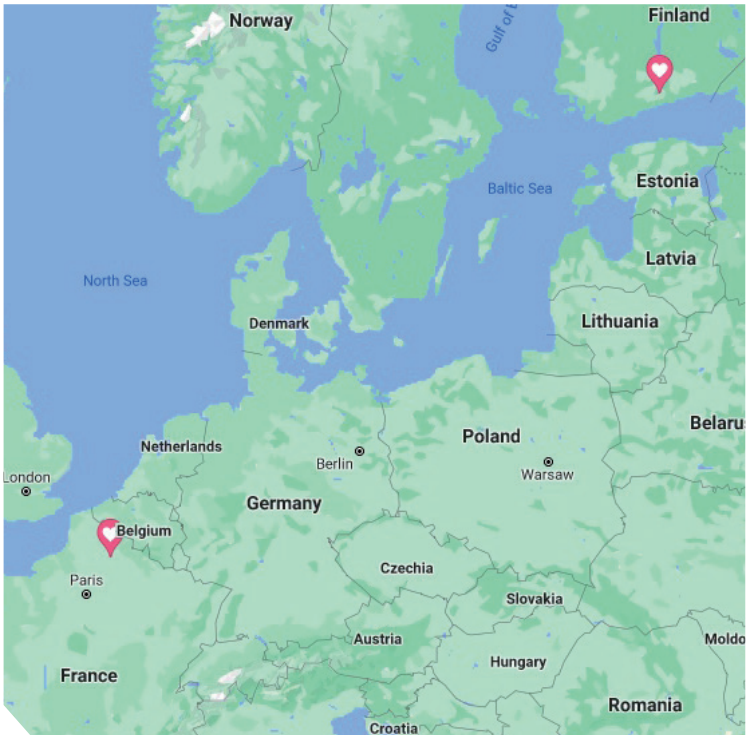 Norway
Finland
Gulf of
Estonia
Baltic Sea
Latvia
North Sea
Denmark
Lithuania
Belaru
Poland
Netherlands
Berlin
Warsaw
London
Germany
Belgium
Czechia
Paris
Slovakia
Austria
Moldo
Hungary
France
Romania
Croatia